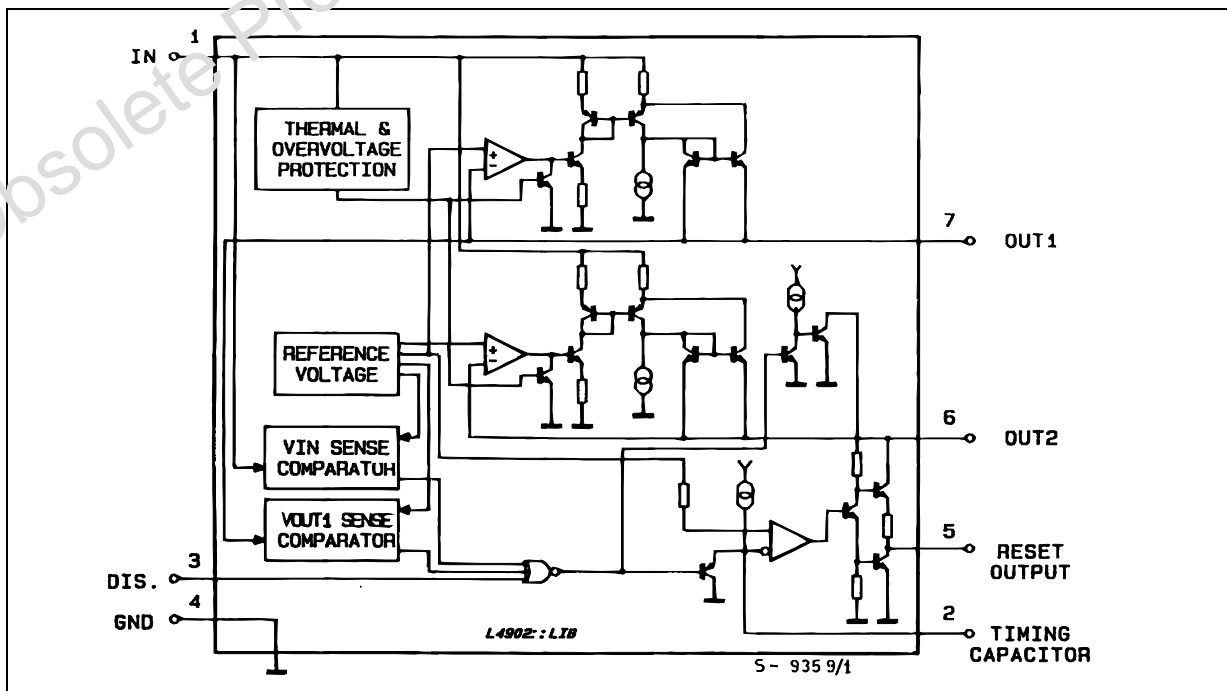 Obsolete Pro
1
IN
THERMAL &
OVERVOLTAGE
PROTECTION
+
-
7
OUT1
REFERENCE
VOLTAGE
+
-
6
OUT2
VIN SENSE
COMPARATUH
VOUT1 SENSE
COMPARATOR
5
RESET
OUTPUT
3
DIS.
4
GND
2
TIMING
CAPACITOR
L4902::LIB
S- 935 9/1